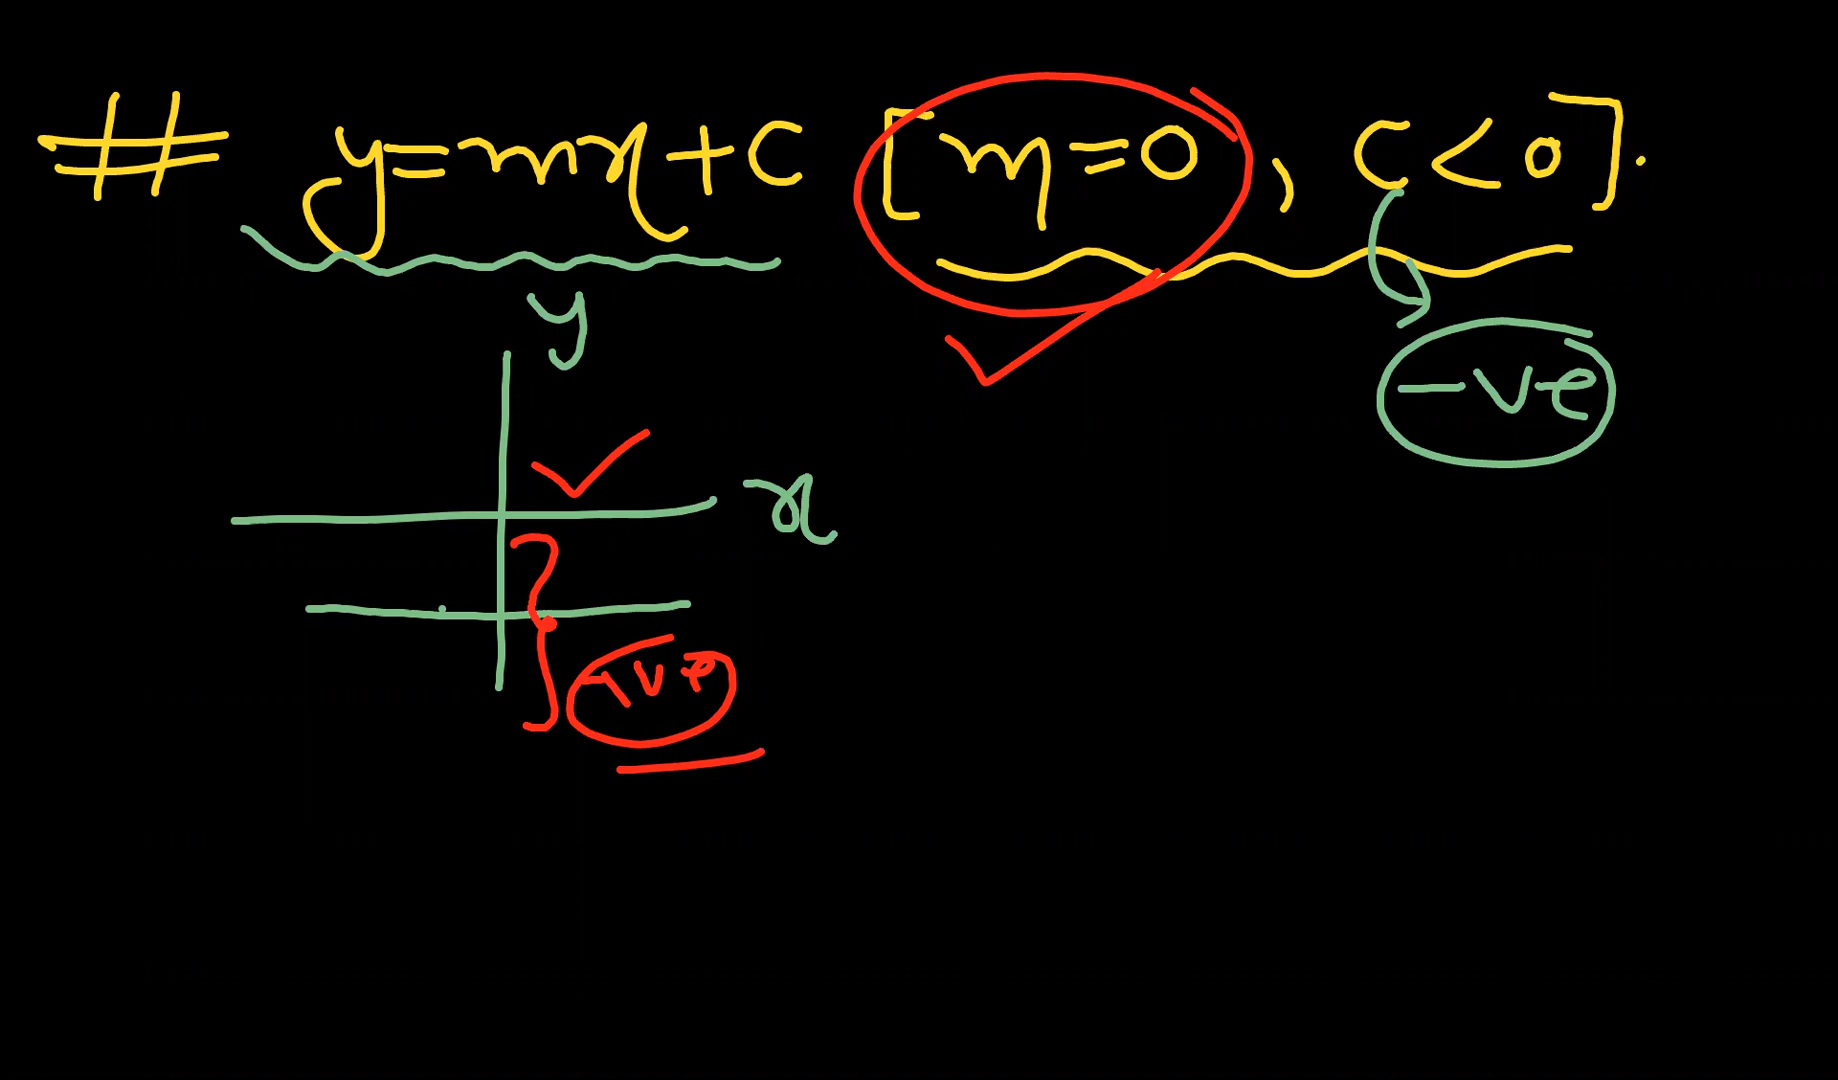 # y=mx+c [m=0, c<0].
y
-ve
x
-ve